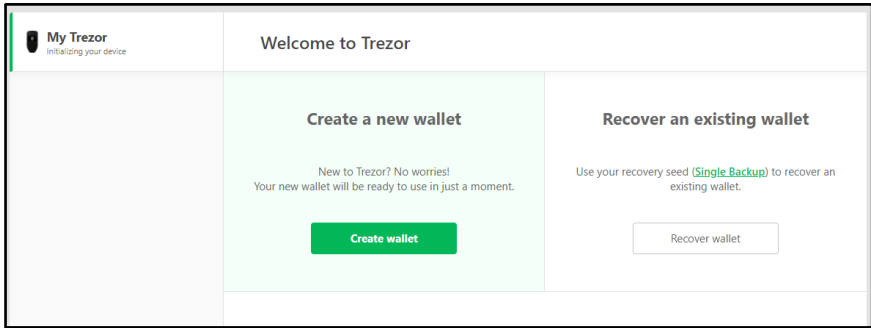 My Trezor
Initializing your device
Welcome to Trezor
Create a new wallet
New to Trezor? No worries!
Your new wallet will be ready to use in just a moment.
Create wallet
Recover an existing wallet
Use your recovery seed (Single Backup) to recover an
existing wallet.
Recover wallet